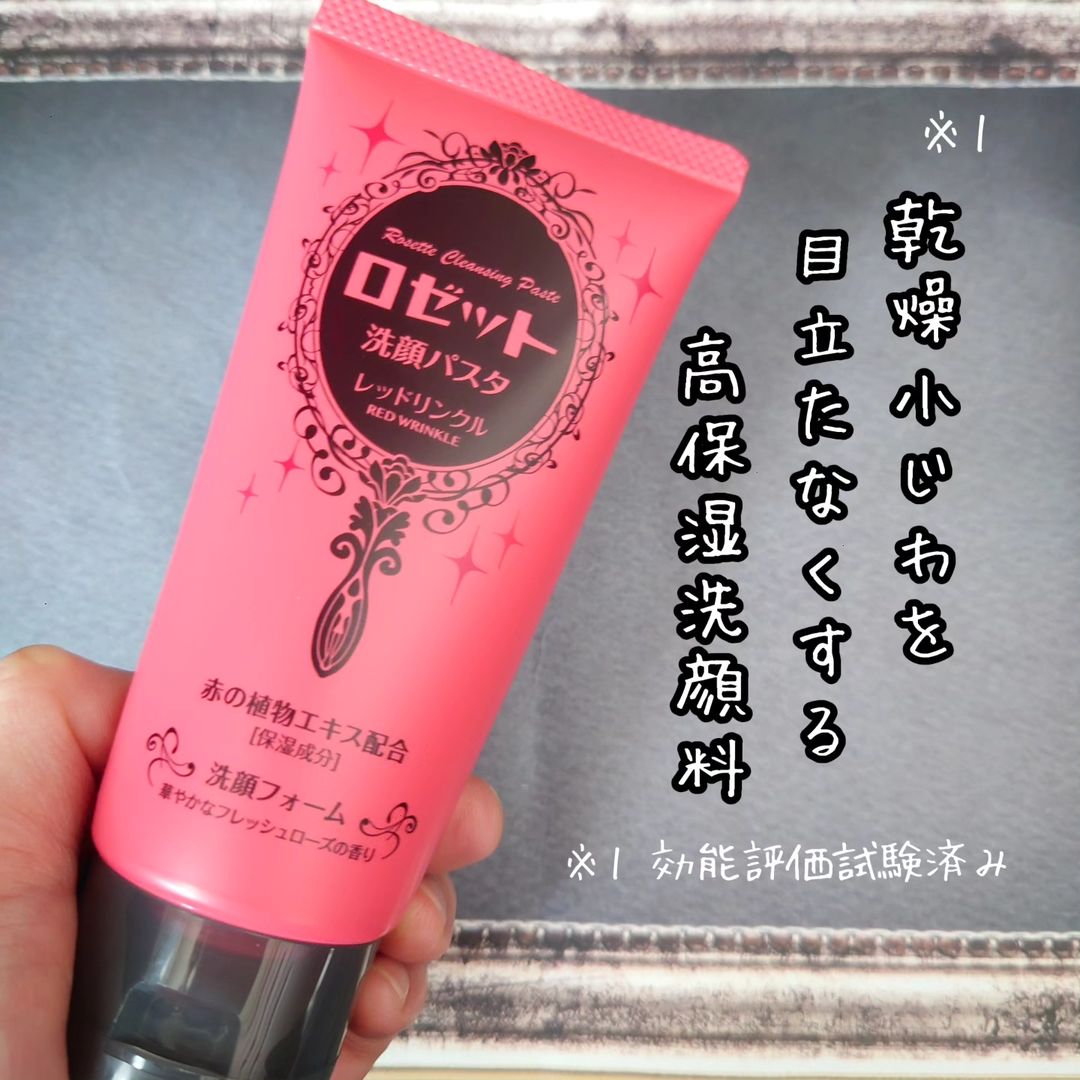 Rosette Cleansing Paste
ロゼット
洗顔パスタ
レッドリンクル
RED WRINKLE
赤の植物エキス配合
[保湿成分]
洗顔フォーム
華やかなフレッシュローズの香り
※1
乾燥小じわを
目立たなくする
高保湿洗顔料
※1 効能評価試験済み